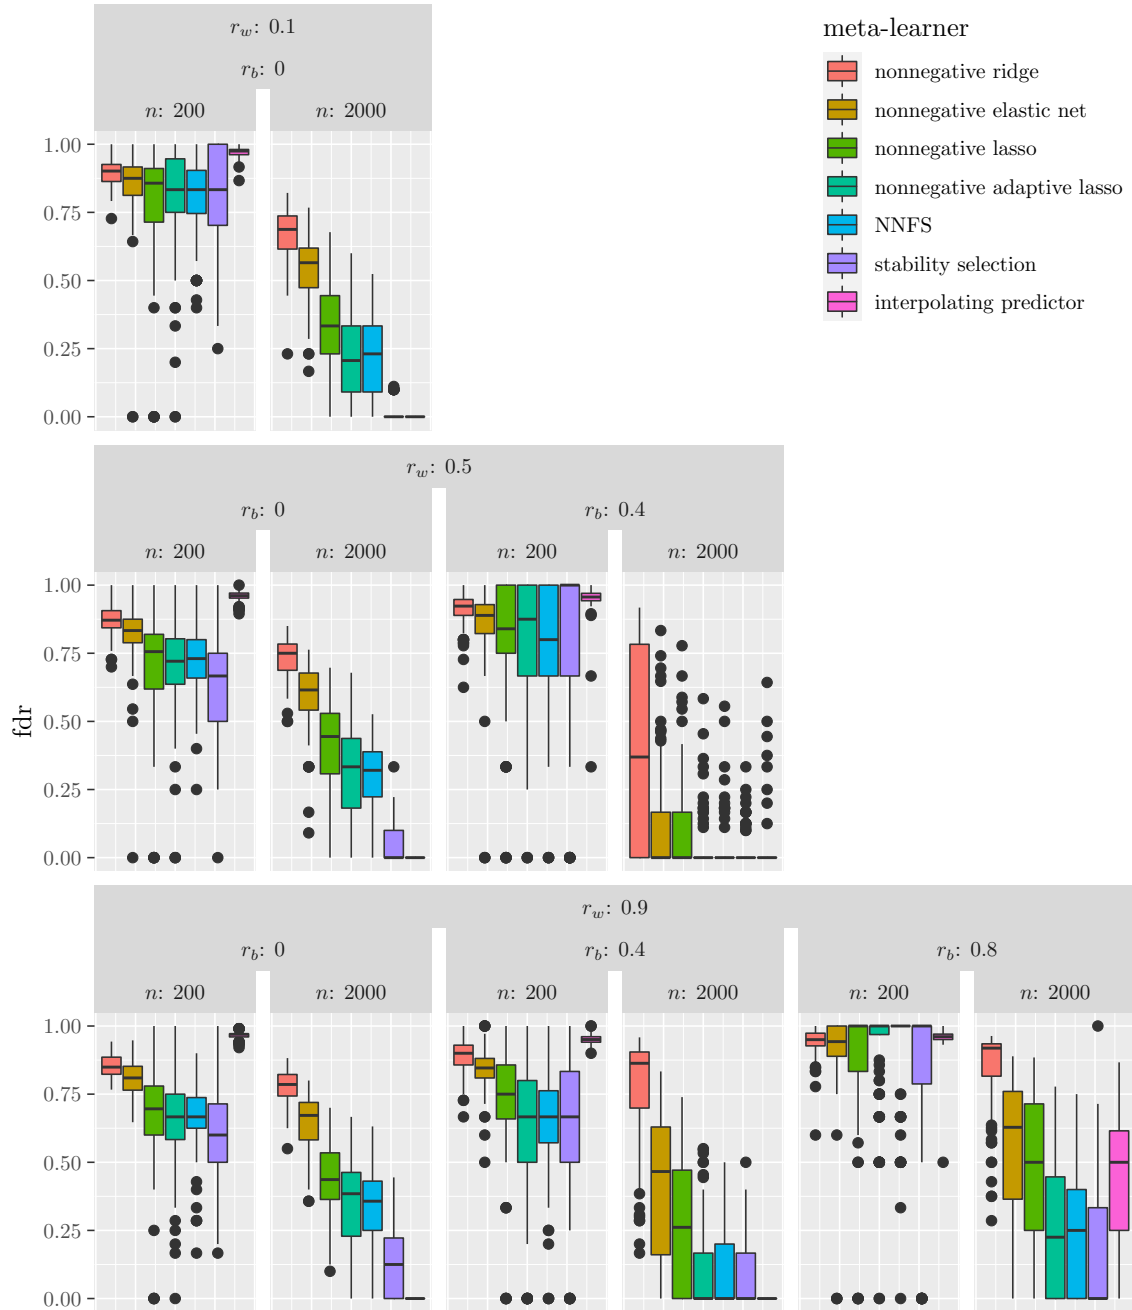 r_w: 0.1
r_b: 0
n: 200
n: 2000
1.00
0.75
0.50
0.25
0.00
meta-learner
nonnegative ridge
nonnegative elastic net
nonnegative lasso
nonnegative adaptive lasso
NNFS
stability selection
interpolating predictor
fdr
r_w: 0.5
r_b: 0
r_b: 0.4
n: 200
n: 2000
n: 200
n: 2000
1.00
0.75
0.50
0.25
0.00
r_w: 0.9
r_b: 0
r_b: 0.4
r_b: 0.8
n: 200
n: 2000
n: 200
n: 2000
n: 200
n: 2000
1.00
0.75
0.50
0.25
0.00